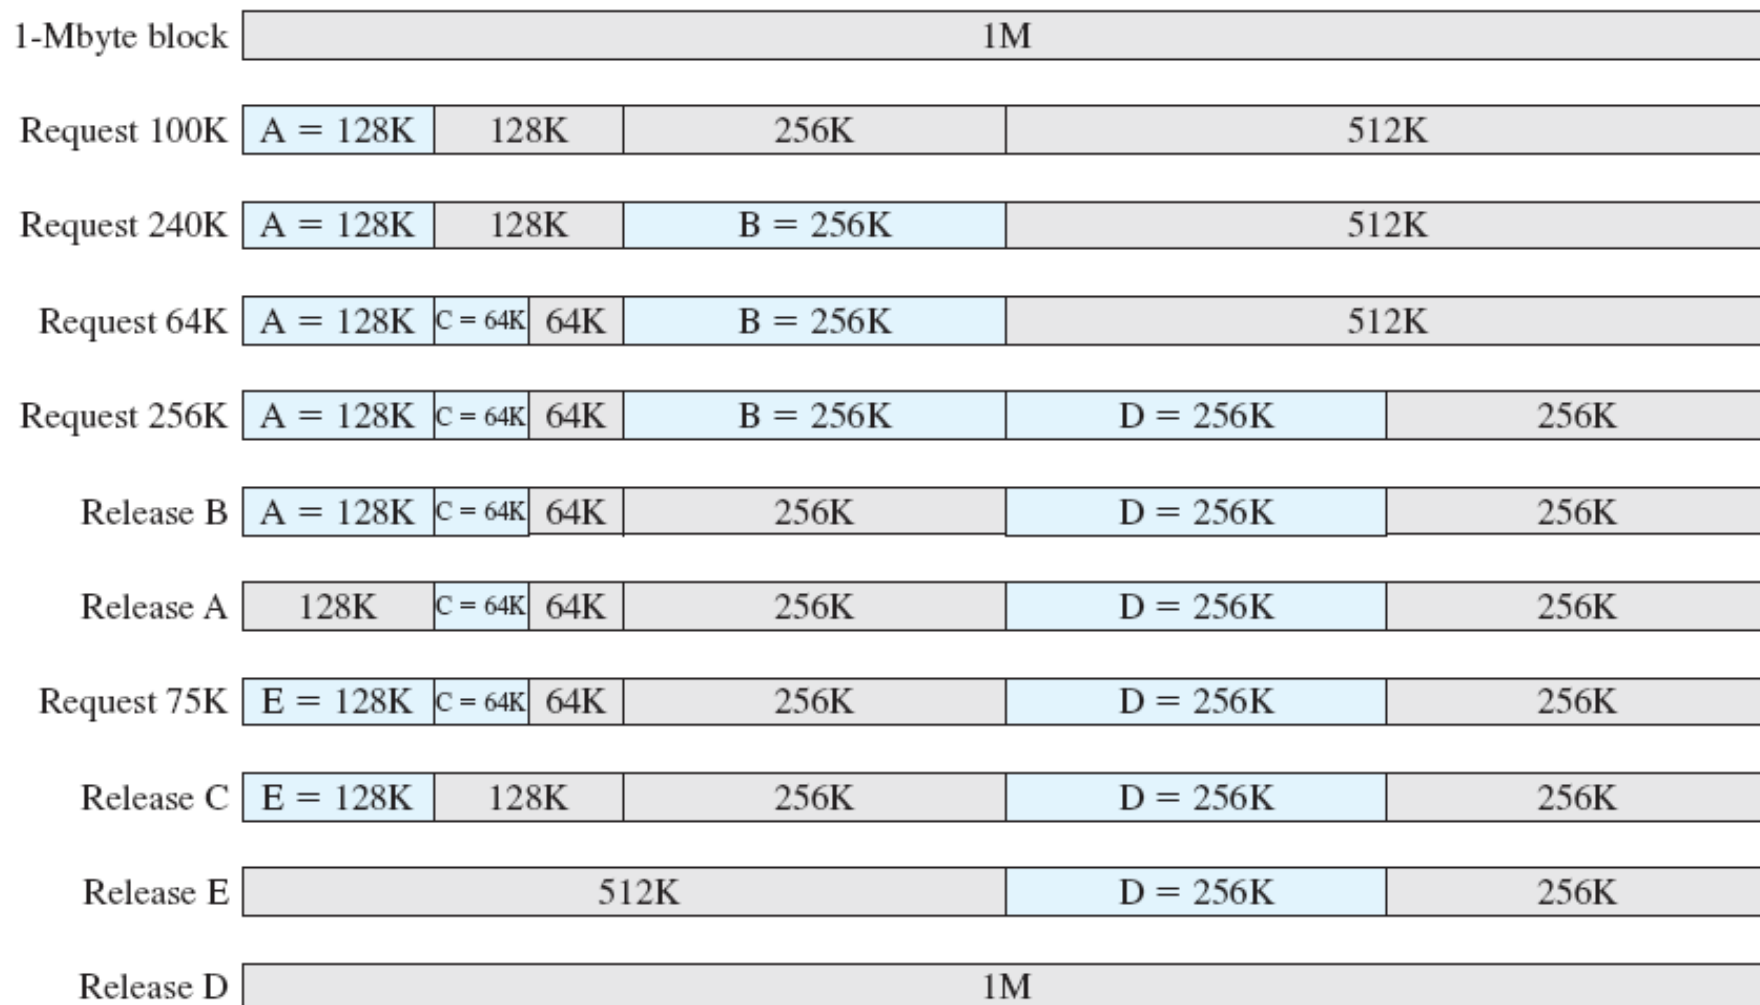 1-Mbyte block 1M
Request 100K A = 128K 128K 256K 512K
Request 240K A = 128K 128K B = 256K 512K
Request 64K A = 128K C = 64K 64K B = 256K 512K
Request 256K A = 128K C = 64K 64K B = 256K D = 256K 256K
Release B A = 128K C = 64K 64K 256K D = 256K 256K
Release A 128K C = 64K 64K 256K D = 256K 256K
Request 75K E = 128K C = 64K 64K 256K D = 256K 256K
Release C E = 128K 128K 256K D = 256K 256K
Release E 512K D = 256K 256K
Release D 1M